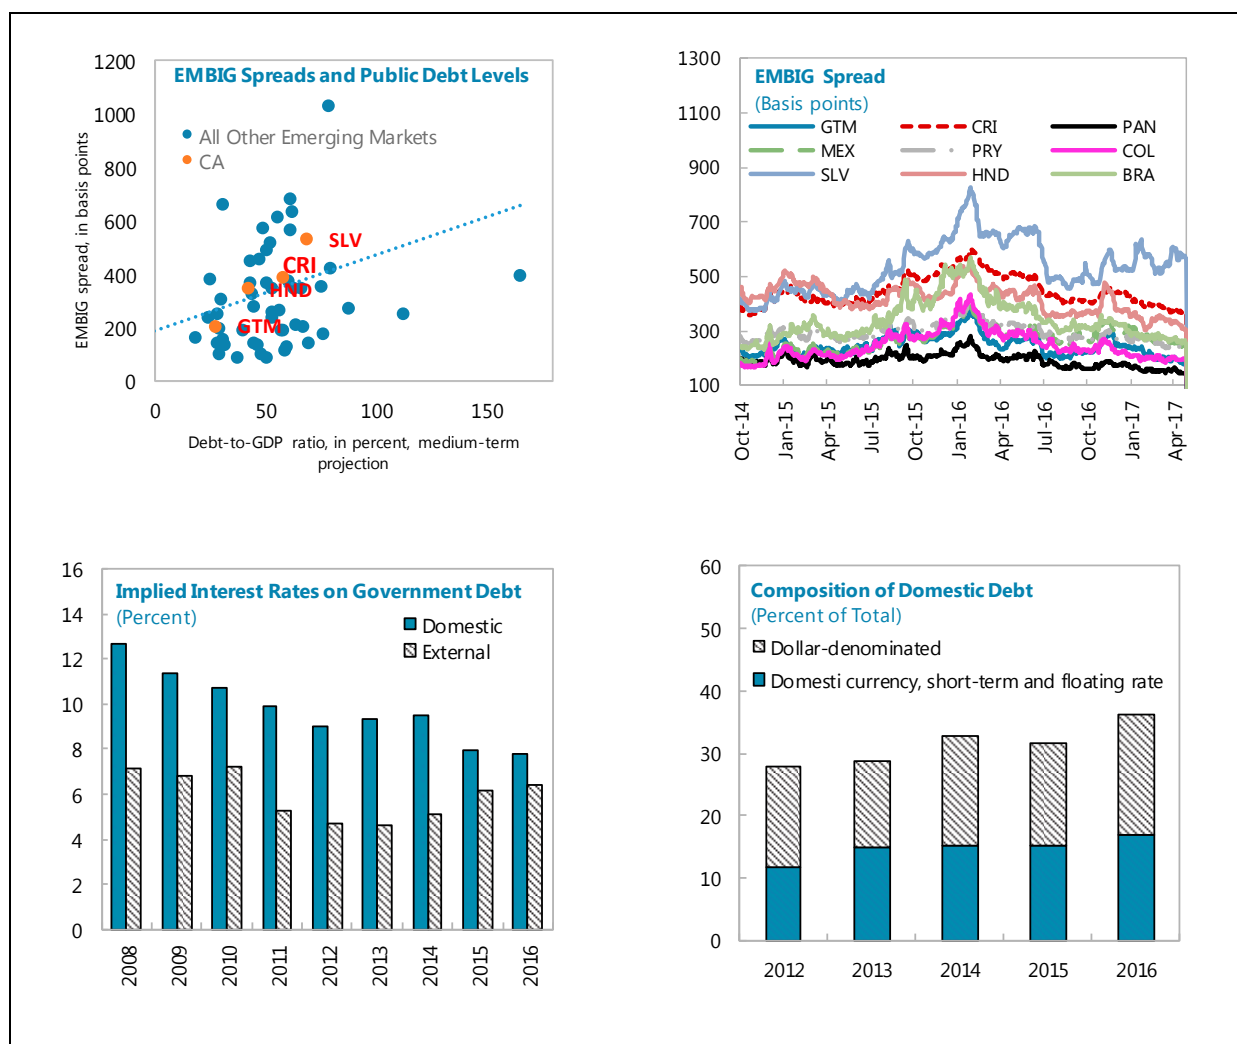 EMBIG Spreads and Public Debt Levels
All Other Emerging Markets
CA
SLV
CRI
HND
GTM
EMBIG spread, in basis points
1200
1000
800
600
400
200
0
0 50 100 150
Debt-to-GDP ratio, in percent, medium-term
projection
EMBIG Spread
(Basis points)
GTM CRI PAN
MEX PRY COL
SLV HND BRA
1300
1100
900
700
500
300
100
Oct-14 Jan-15 Apr-15 Jul-15 Oct-15 Jan-16 Apr-16 Jul-16 Oct-16 Jan-17 Apr-17
Implied Interest Rates on Government Debt
(Percent)
Domestic
External
16
14
12
10
8
6
4
2
0
2008 2009 2010 2011 2012 2013 2014 2015 2016
Composition of Domestic Debt
(Percent of Total)
Dollar-denominated
Domesti currency, short-term and floating rate
60
50
40
30
20
10
0
2012 2013 2014 2015 2016